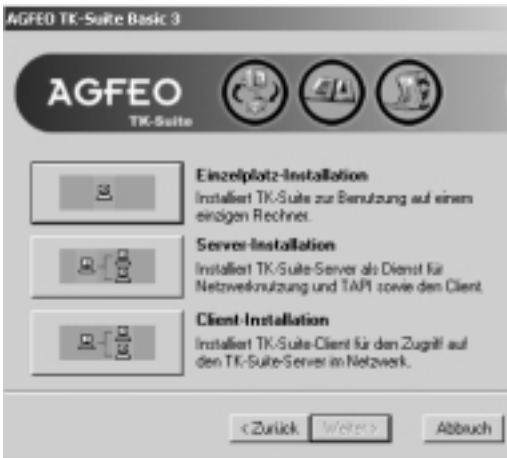 AGFEO TK-Suite Basic 3
AGFEO
TK-Suite
Einzelplatz-Installation
Installiert TK-Suite zur Benutzung auf einem
einzigen Rechner.
Server-Installation
Installiert TK-Suite-Server als Dienst für
Netzwerknutzung und TAPI sowie den Client.
Client-Installation
Installiert TK-Suite-Client für den Zugriff auf
den TK-Suite-Server im Netzwerk.
< Zurück Weiter > Abbruch